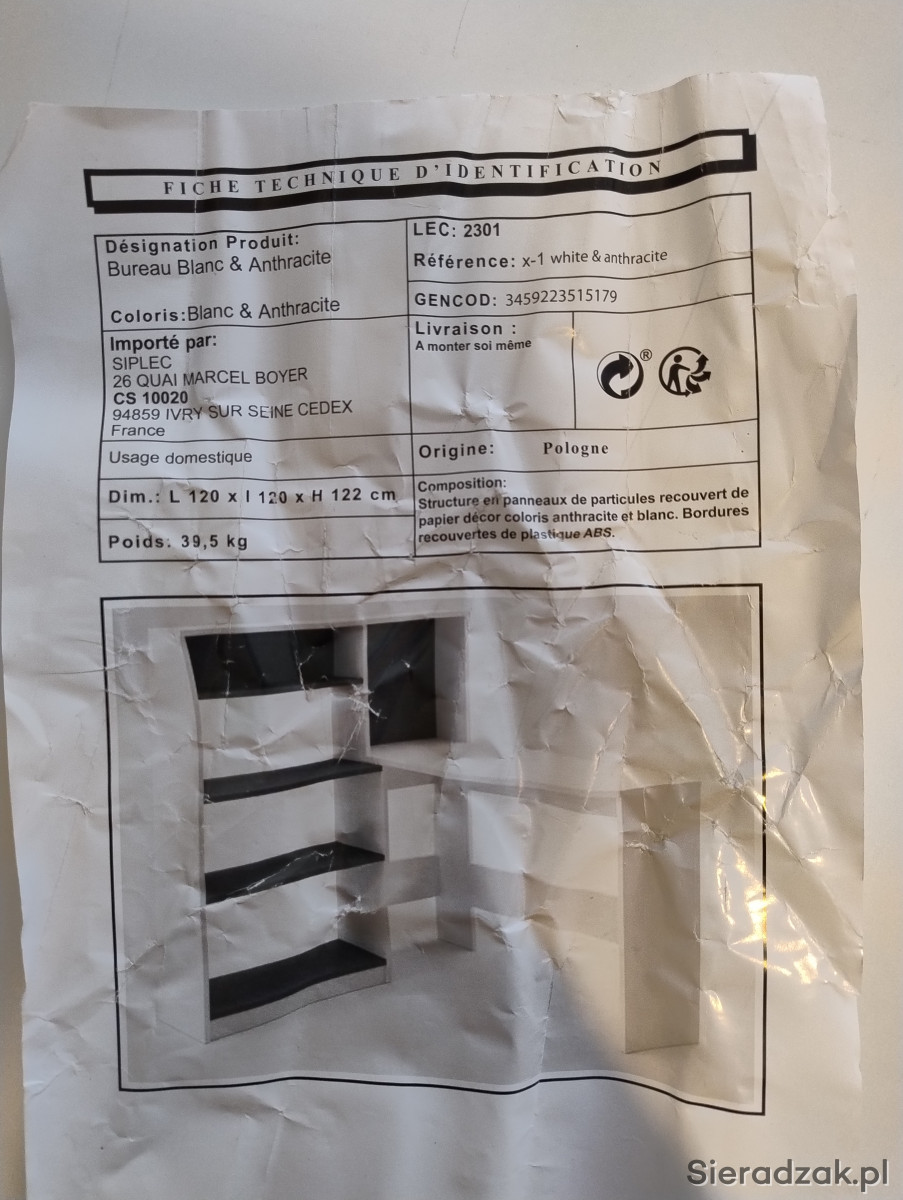 FICHE TECHNIQUE D'IDENTIFICATION
Désignation Produit:
Bureau Blanc & Anthracite
Coloris:Blanc & Anthracite
LEC: 2301
Référence: x-1 white & anthracite
GENCOD: 3459223515179
Importé par:
SIPLEC
26 QUAI MARCEL BOYER
CS 10020
94859 IVRY SUR SEINE CEDEX
France
Livraison :
A monter soi même
®
Usage domestique
Origine: Pologne
Dim.: L 120 x l 120 x H 122 cm
Poids: 39,5 kg
Composition:
Structure en panneaux de particules recouvert de
papier décor coloris anthracite et blanc. Bordures
recouvertes de plastique ABS.
Sieradzak.pl